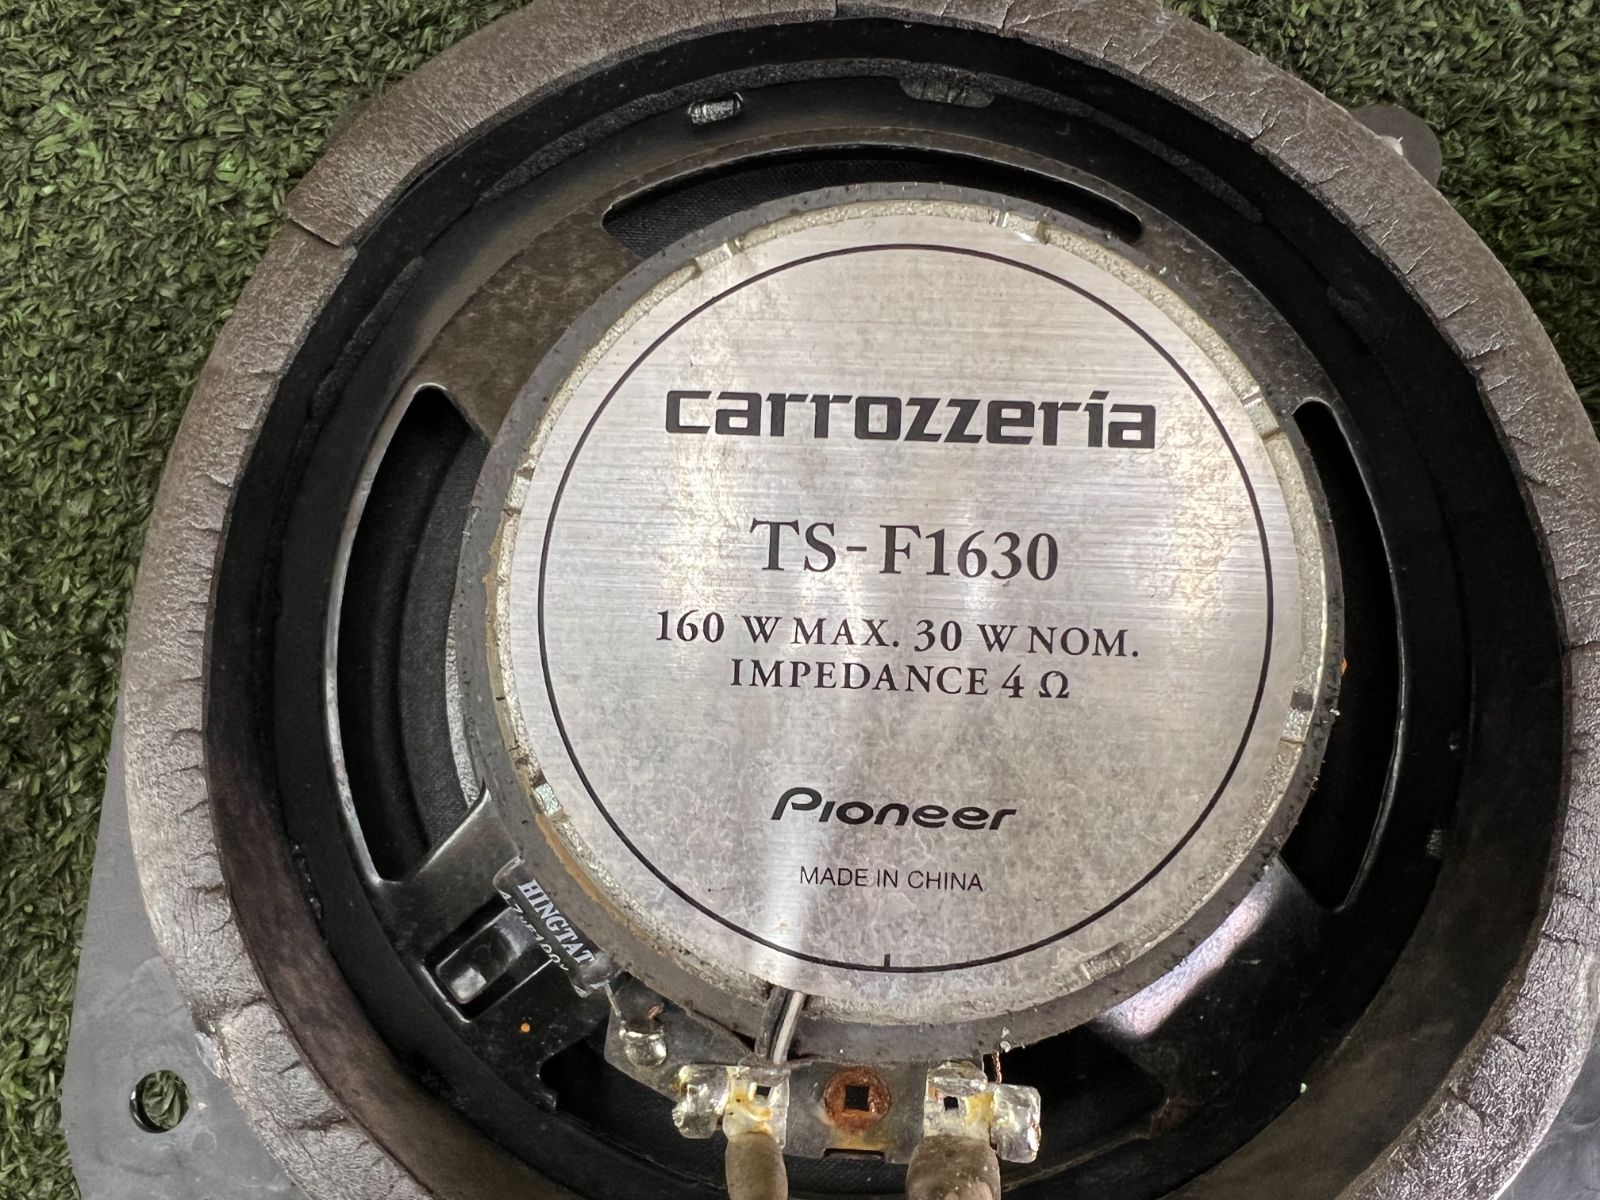 carrozzeria
TS-F1630
160 W MAX. 30 W NOM.
IMPEDANCE 4 Ω
Pioneer
MADE IN CHINA
HINGTAT